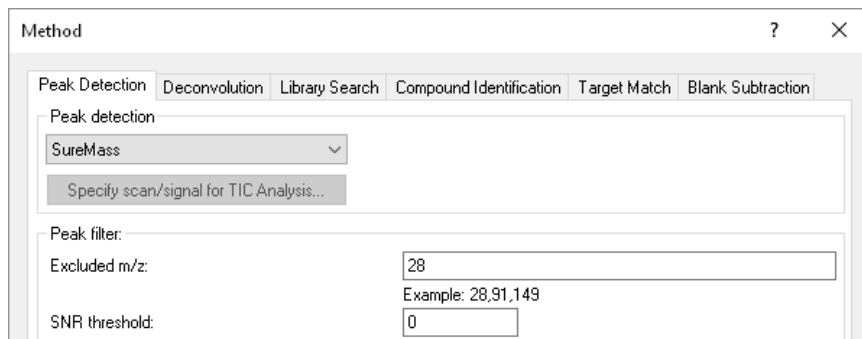 Method ? ×
Peak Detection Deconvolution Library Search Compound Identification Target Match Blank Subtraction
Peak detection
SureMass
Specify scan/signal for TIC Analysis...
Peak filter:
Excluded m/z: 28
Example: 28,91,149
SNR threshold: 0